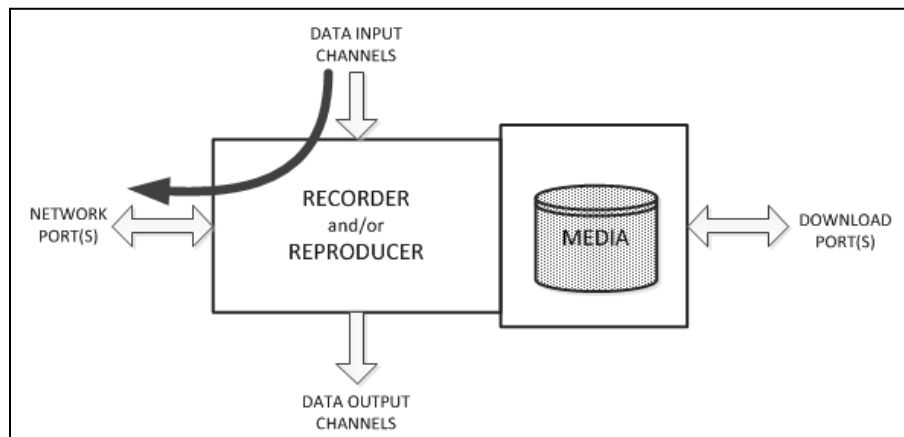 DATA INPUT
CHANNELS
NETWORK
PORT(S)
RECORDER
and/or
REPRODUCER
MEDIA
DOWNLOAD
PORT(S)
DATA OUTPUT
CHANNELS